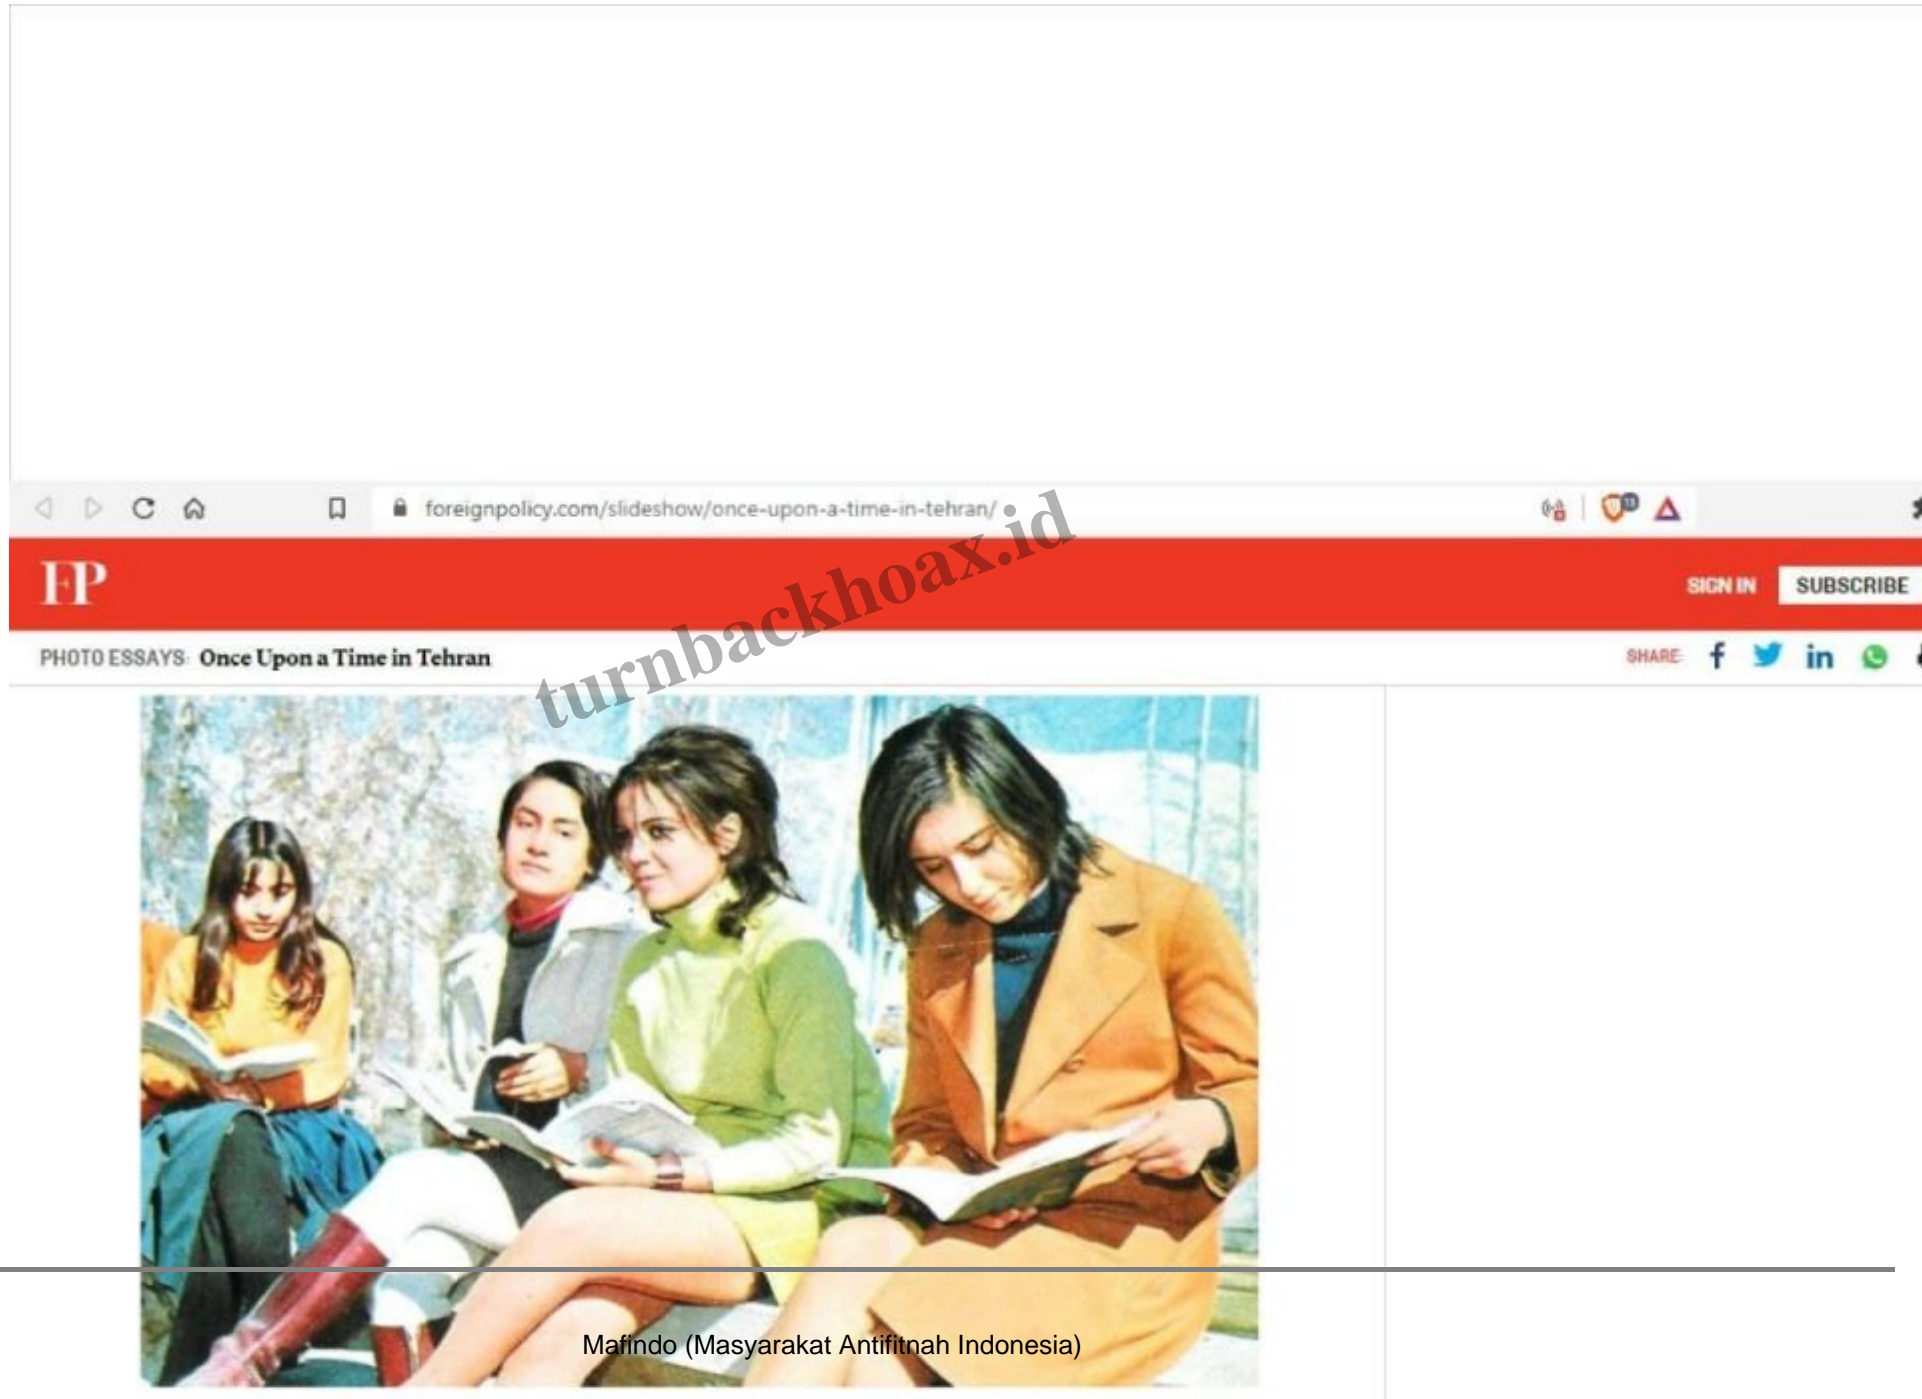 foreignpolicy.com/slideshow/once-upon-a-time-in-tehran/
FP
SIGN IN
SUBSCRIBE
PHOTO ESSAYS: Once Upon a Time in Tehran
SHARE:
turnbackhoax.id
Mafindo (Masyarakat Antifitnah Indonesia)